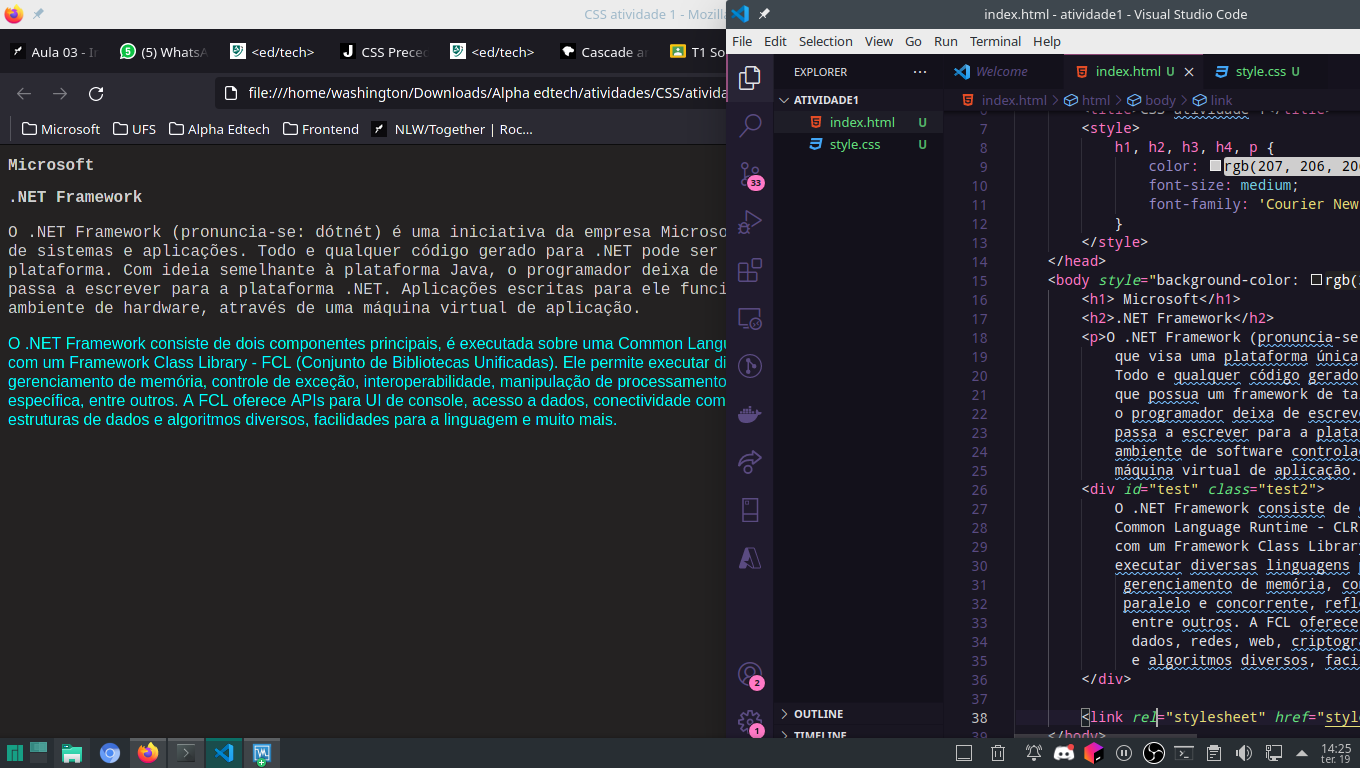 CSS atividade 1 - Mozilla
Aula 03 - In
(5) WhatsA
<ed/tech>
CSS Preced
<ed/tech>
Cascade an
T1 So
file:///home/washington/Downloads/Alpha edtech/atividades/CSS/ativida
Microsoft
UFS
Alpha Edtech
Frontend
NLW/Together | Roc...
Microsoft
.NET Framework
O .NET Framework (pronuncia-se: dótnét) é uma iniciativa da empresa Microso
de sistemas e aplicações. Todo e qualquer código gerado para .NET pode ser
plataforma. Com ideia semelhante à plataforma Java, o programador deixa de
passa a escrever para a plataforma .NET. Aplicações escritas para ele funci
ambiente de hardware, através de uma máquina virtual de aplicação.
O .NET Framework consiste de dois componentes principais, é executada sobre uma Common Langu
com um Framework Class Library - FCL (Conjunto de Bibliotecas Unificadas). Ele permite executar di
gerenciamento de memória, controle de exceção, interoperabilidade, manipulação de processamento
específica, entre outros. A FCL oferece APIs para UI de console, acesso a dados, conectividade com
estruturas de dados e algoritmos diversos, facilidades para a linguagem e muito mais.
index.html - atividade1 - Visual Studio Code
File Edit Selection View Go Run Terminal Help
EXPLORER ...
ATIVIDADE1
index.html U
style.css U
OUTLINE
TIMELINE
33
2
1
Welcome
index.html U
style.css U
index.html > html > body > link
6 <title>CSS atividade 1</title>
7 <style>
8 h1, h2, h3, h4, p {
9 color: rgb(207, 206, 206
10 font-size: medium;
11 font-family: 'Courier New
12 }
13 </style>
14 </head>
15 <body style="background-color: rgb(
16 <h1> Microsoft</h1>
17 <h2>.NET Framework</h2>
18 <p>O .NET Framework (pronuncia-se
19 que visa uma plataforma única
20 Todo e qualquer código gerado
21 que possua um framework de ta
22 o programador deixa de escreve
23 passa a escrever para a plata
24 ambiente de software controla
25 máquina virtual de aplicação.
26 <div id="test" class="test2">
27 O .NET Framework consiste de
28 Common Language Runtime - CLR
29 com um Framework Class Library
30 executar diversas linguagens
31 gerenciamento de memória, co
32 paralelo e concorrente, refle
33 entre outros. A FCL oferece
34 dados, redes, web, criptogra
35 e algoritmos diversos, faci
36 </div>
37
38 <link rel="stylesheet" href="style
39 </body>
14:25
ter. 19